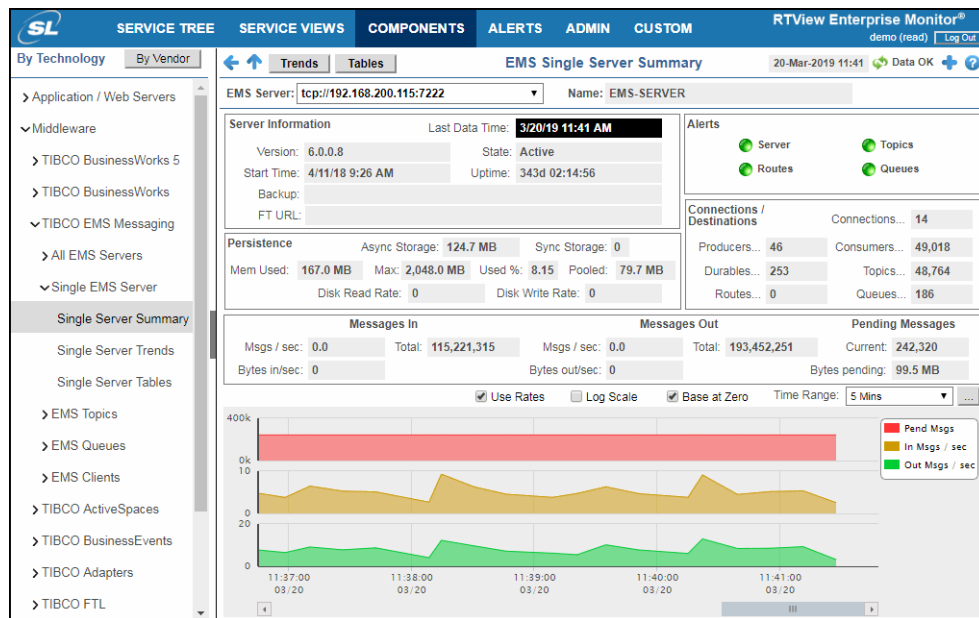 SL SERVICE TREE SERVICE VIEWS COMPONENTS ALERTS ADMIN CUSTOM RTView Enterprise Monitor®
demo (read) Log Out
By Technology By Vendor Trends Tables EMS Single Server Summary 20-Mar-2019 11:41 Data OK
EMS Server: tcp://192.168.200.115:7222 Name: EMS-SERVER
Application / Web Servers
Middleware
TIBCO BusinessWorks 5
TIBCO BusinessWorks
TIBCO EMS Messaging
All EMS Servers
Single EMS Server
Single Server Summary
Single Server Trends
Single Server Tables
EMS Topics
EMS Queues
EMS Clients
TIBCO ActiveSpaces
TIBCO BusinessEvents
TIBCO Adapters
TIBCO FTL
Server Information Last Data Time: 3/20/19 11:41 AM
Version: 6.0.0.8 State: Active
Start Time: 4/11/18 9:26 AM Uptime: 343d 02:14:56
Backup:
FT URL:
Alerts
Server Topics
Routes Queues
Persistence Async Storage: 124.7 MB Sync Storage: 0
Mem Used: 167.0 MB Max: 2,048.0 MB Used %: 8.15 Pooled: 79.7 MB
Disk Read Rate: 0 Disk Write Rate: 0
Connections /
Destinations Connections... 14
Producers... 46 Consumers... 49,018
Durables... 253 Topics... 48,764
Routes... 0 Queues... 186
Messages In Messages Out Pending Messages
Msgs / sec: 0.0 Total: 115,221,315 Msgs / sec: 0.0 Total: 193,452,251 Current: 242,320
Bytes in/sec: 0 Bytes out/sec: 0 Bytes pending: 99.5 MB
Use Rates Log Scale Base at Zero Time Range: 5 Mins ...
400k
0k
10
0
20
0
Pend Msgs
In Msgs / sec
Out Msgs / sec
11:37:00 11:38:00 11:39:00 11:40:00 11:41:00
03/20 03/20 03/20 03/20 03/20